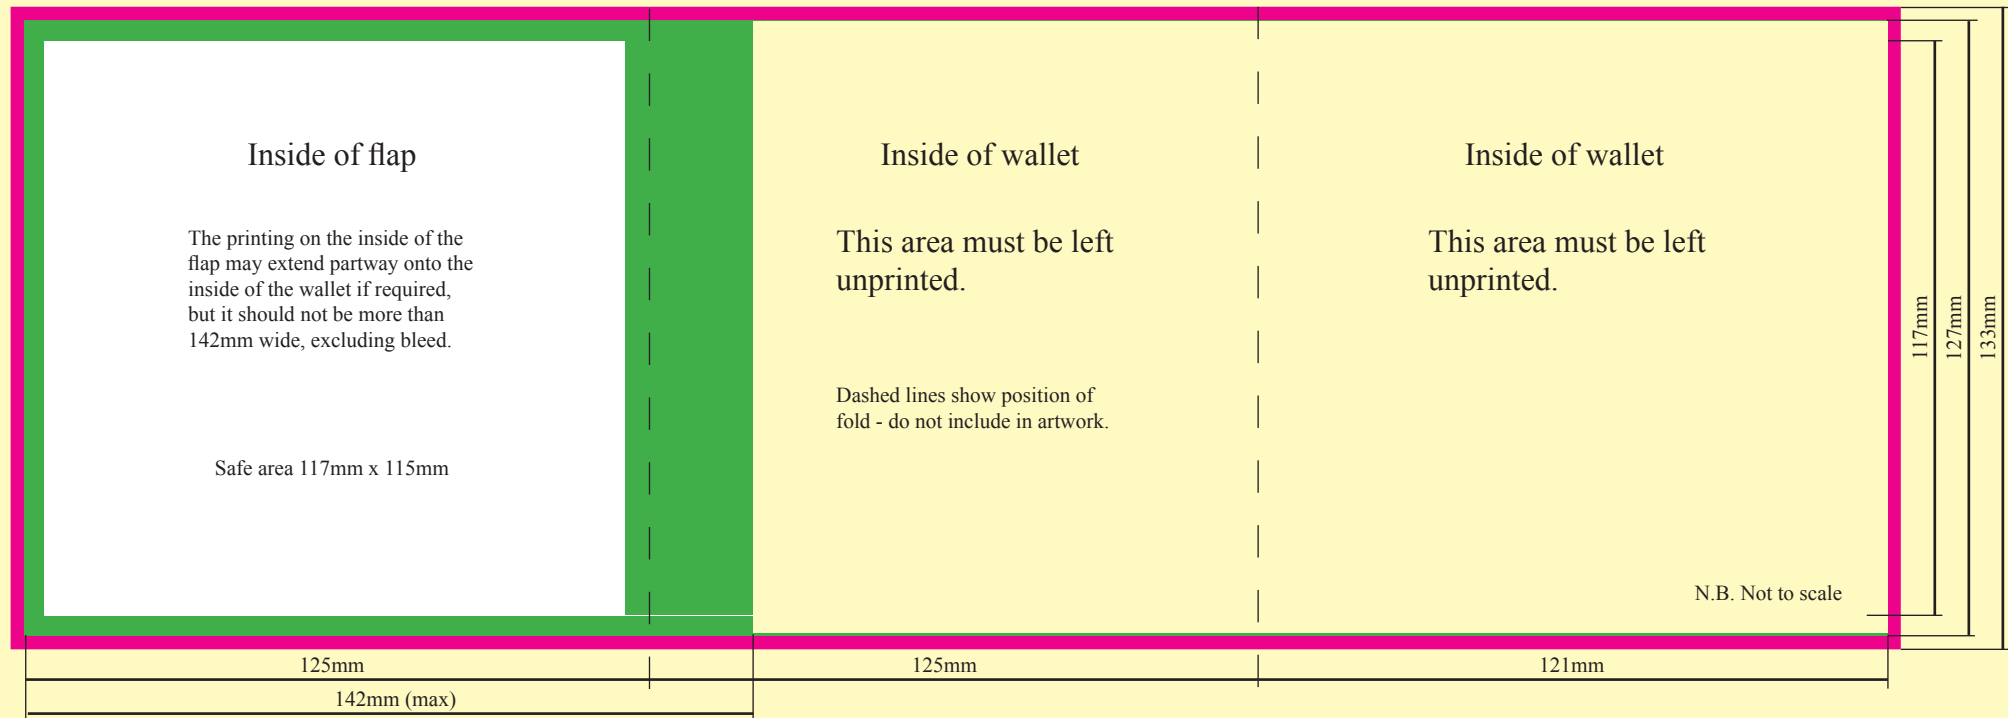 Inside of flap
The printing on the inside of the
flap may extend partway onto the
inside of the wallet if required,
but it should not be more than
142mm wide, excluding bleed.
Safe area 117mm x 115mm
Inside of wallet
This area must be left
unprinted.
Dashed lines show position of
fold - do not include in artwork.
Inside of wallet
This area must be left
unprinted.
N.B. Not to scale
117mm
127mm
133mm
125mm
125mm
121mm
142mm (max)